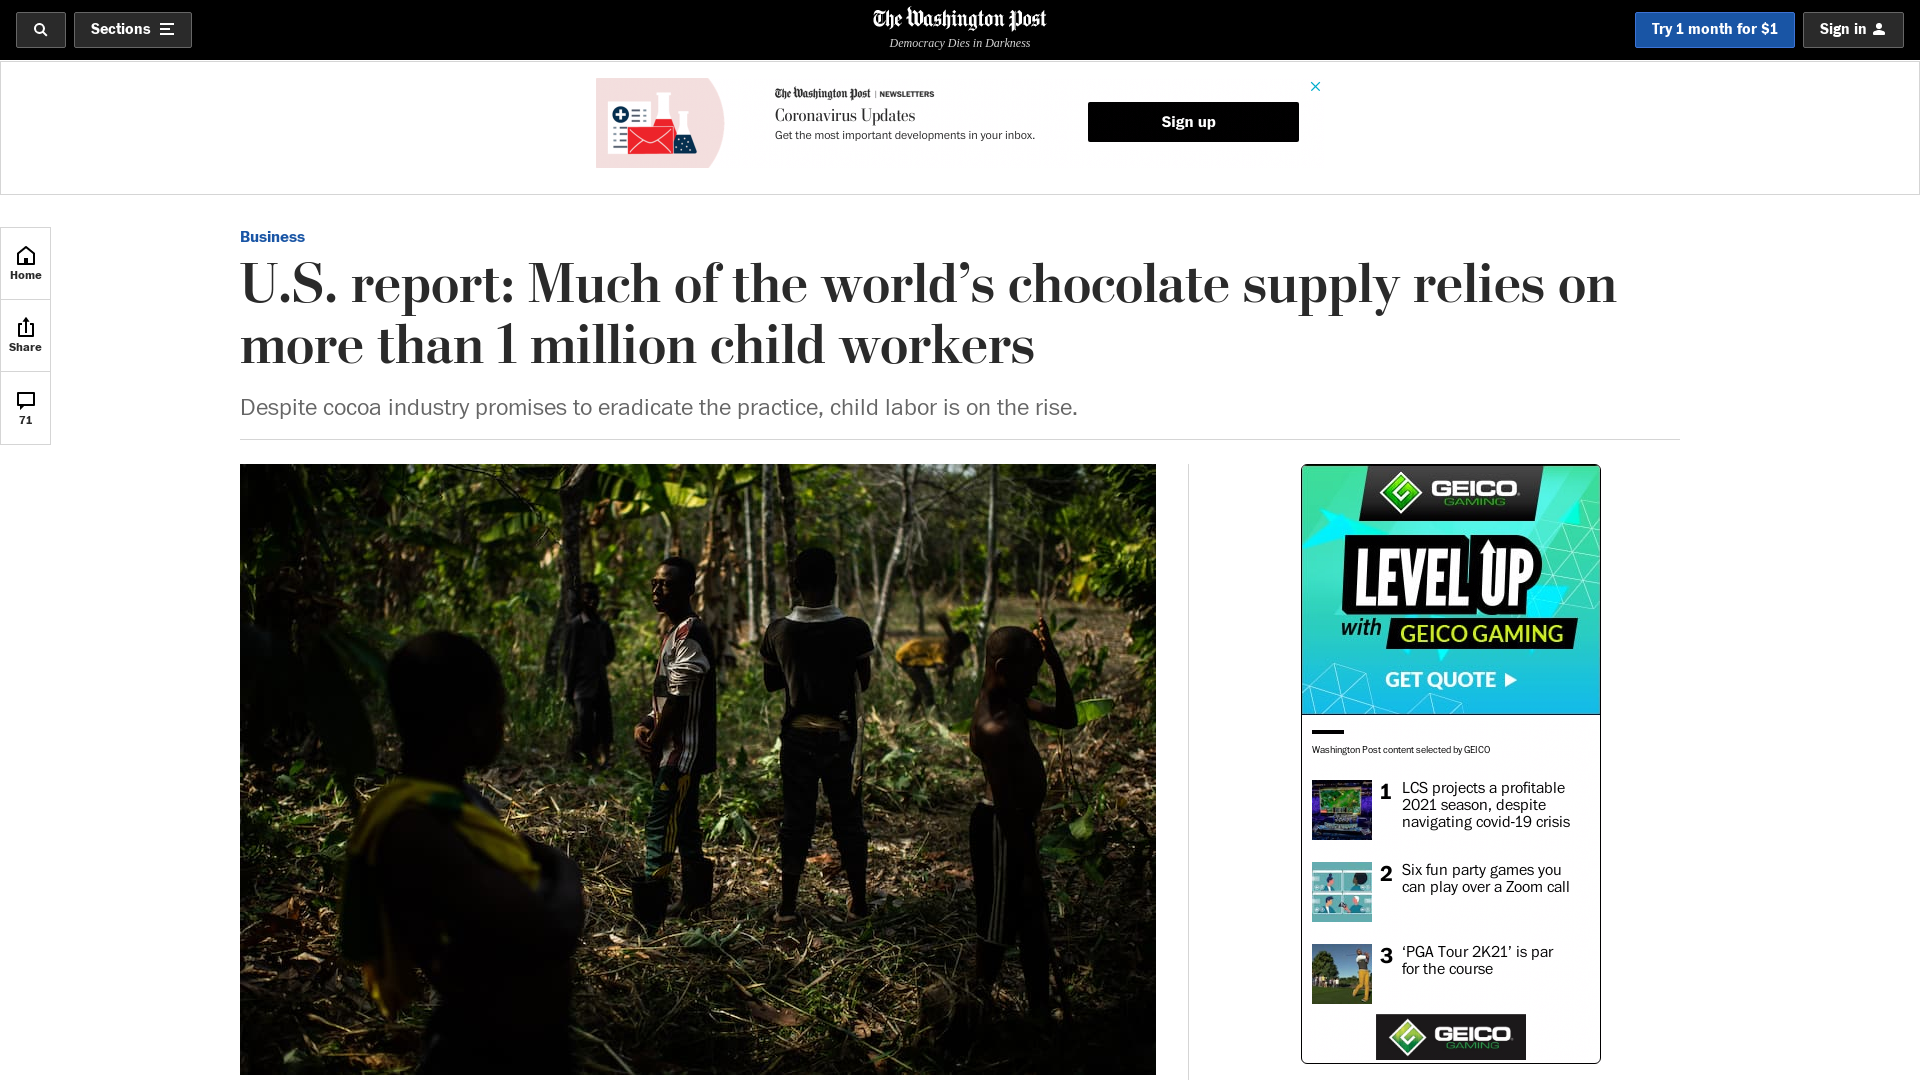 Sections
The Washington Post
Democracy Dies in Darkness
Try 1 month for $1
Sign in
The Washington Post | NEWSLETTERS
Coronavirus Updates
Get the most important developments in your inbox.
Sign up
Home
Share
71
Business
U.S. report: Much of the world’s chocolate supply relies on
more than 1 million child workers
Despite cocoa industry promises to eradicate the practice, child labor is on the rise.
GEICO
GAMING
LEVEL UP
with GEICO GAMING
GET QUOTE
Washington Post content selected by GEICO
1 LCS projects a profitable
2021 season, despite
navigating covid-19 crisis
2 Six fun party games you
can play over a Zoom call
3 ‘PGA Tour 2K21’ is par
for the course
GEICO
GAMING